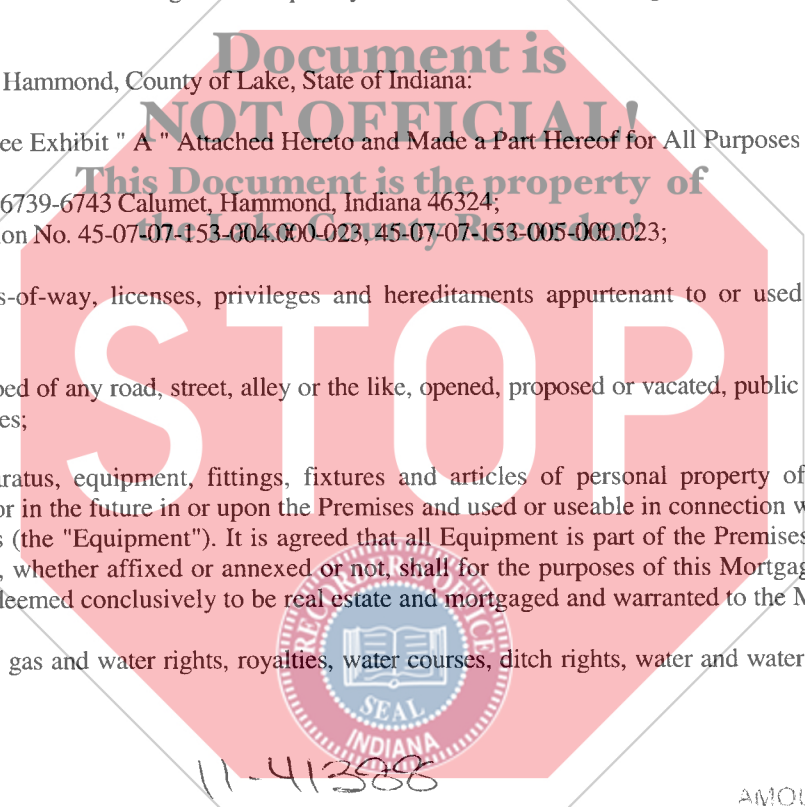 Document is
Hammond, County of Lake, State of Indiana:
NOT OFFICIAL!
ee Exhibit " A " Attached Hereto and Made a Part Hereof for All Purposes
This Document is the property of
6739-6743 Calumet, Hammond, Indiana 46324;
the Lake County Recorder!
on No. 45-07-07-153-004.000-023, 45-07-07-153-005-000.023;
s-of-way, licenses, privileges and hereditaments appurtenant to or used
STOP
bed of any road, street, alley or the like, opened, proposed or vacated, public
es;
ratus, equipment, fittings, fixtures and articles of personal property of
or in the future in or upon the Premises and used or useable in connection w
s (the "Equipment"). It is agreed that all Equipment is part of the Premises
, whether affixed or annexed or not, shall for the purposes of this Mortgag
deemed conclusively to be real estate and mortgaged and warranted to the M
gas and water rights, royalties, water courses, ditch rights, water and water
SEAL
INDIANA
11-41388
AMOU